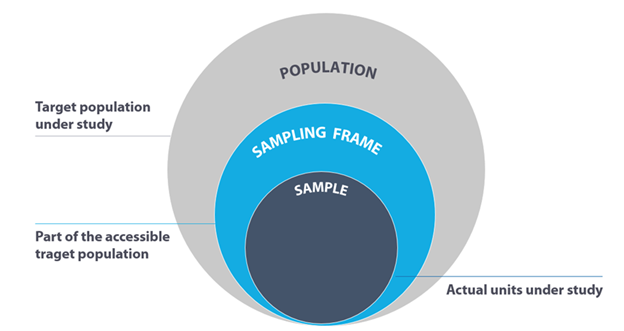 POPULATION
Target population
under study
SAMPLING FRAME
SAMPLE
Part of the accessible
traget population
Actual units under study